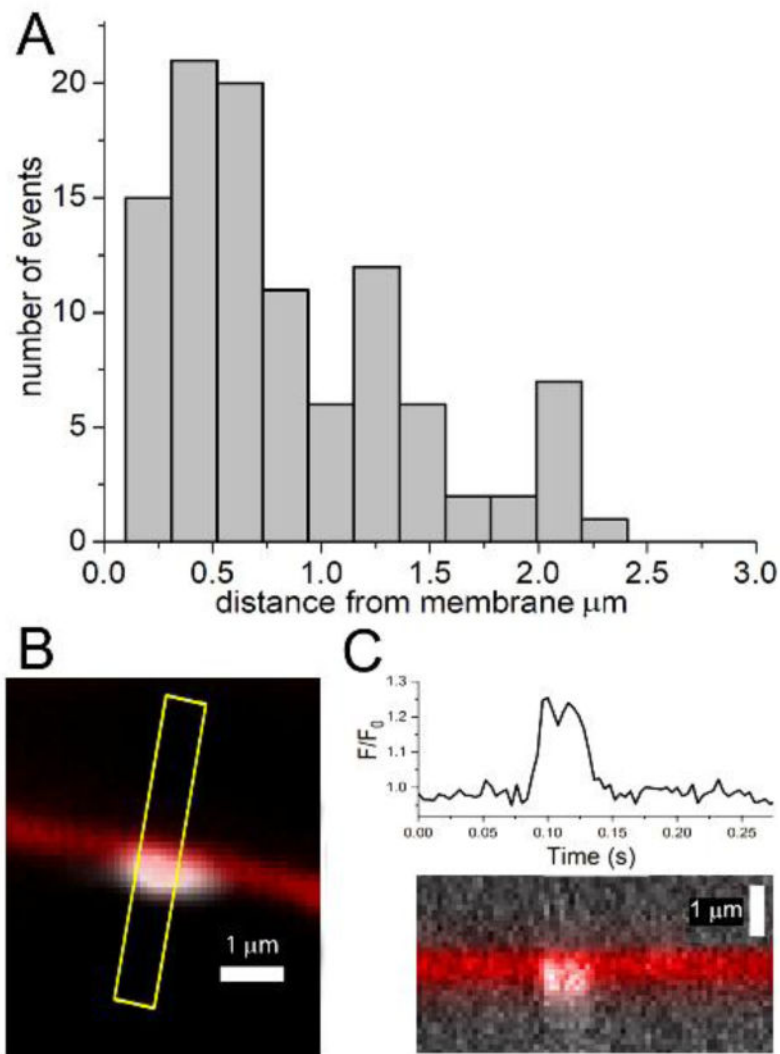 A
20
15
10
5
0
number of events
0.0 0.5 1.0 1.5 2.0 2.5 3.0
distance from membrane μm
B
1 μm
C
1.3
1.2
1.1
1.0
F/F0
0.00 0.05 0.10 0.15 0.20 0.25
Time (s)
1 μm